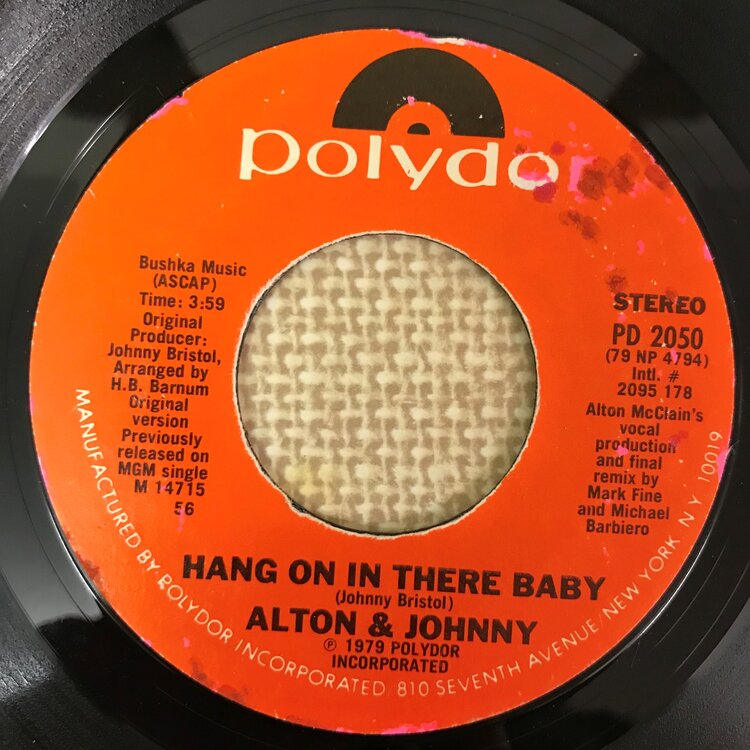 polydor
Bushka Music
(ASCAP)
Time: 3:59
Original
Producer:
Johnny Bristol,
Arranged by
H.B. Barnum
Original
version
Previously
released on
MGM single
M 14715
56
STEREO
PD 2050
(79 NP 4794)
Intl. #
2095 178
Alton McClain's
vocal
production
and final
remix by
Mark Fine
and Michael
Barbiero
HANG ON IN THERE BABY
(Johnny Bristol)
ALTON & JOHNNY
℗ 1979 POLYDOR
INCORPORATED
MANUFACTURED BY POLYDOR INCORPORATED 810 SEVENTH AVENUE NEW YORK NY 10019